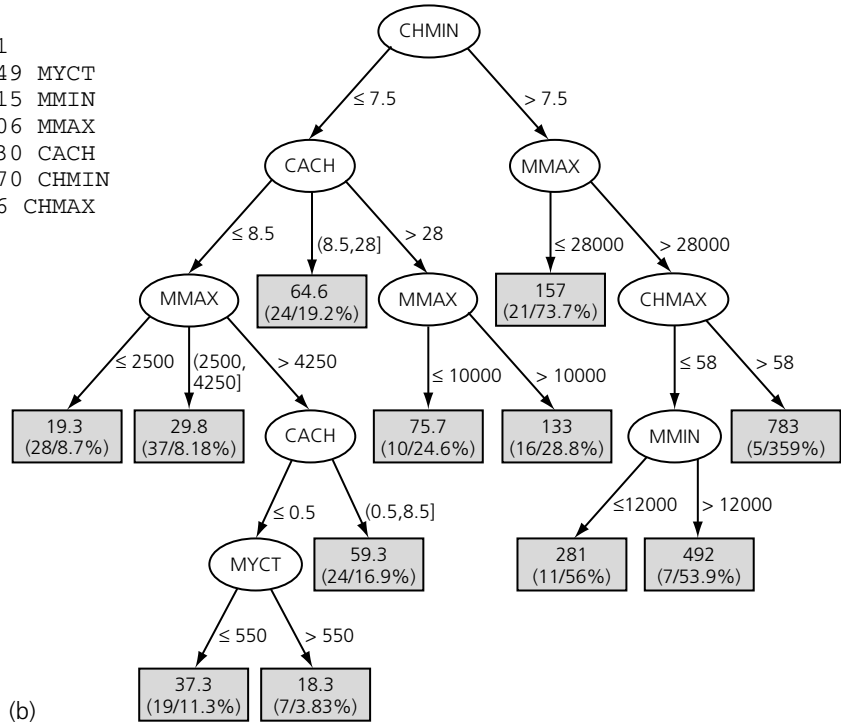 CHMIN
1
49 MYCT
15 MMIN
06 MMAX
30 CACH
70 CHMIN
6 CHMAX
≤ 7.5
> 7.5
CACH
MMAX
≤ 8.5
(8.5,28]
> 28
≤ 28000
> 28000
MMAX
64.6
(24/19.2%)
MMAX
157
(21/73.7%)
CHMAX
≤ 2500
(2500,
4250]
> 4250
≤ 10000
> 10000
≤ 58
> 58
19.3
(28/8.7%)
29.8
(37/8.18%)
CACH
75.7
(10/24.6%)
133
(16/28.8%)
MMIN
783
(5/359%)
≤ 0.5
(0.5,8.5]
≤12000
> 12000
MYCT
59.3
(24/16.9%)
281
(11/56%)
492
(7/53.9%)
≤ 550
> 550
37.3
(19/11.3%)
18.3
(7/3.83%)
(b)